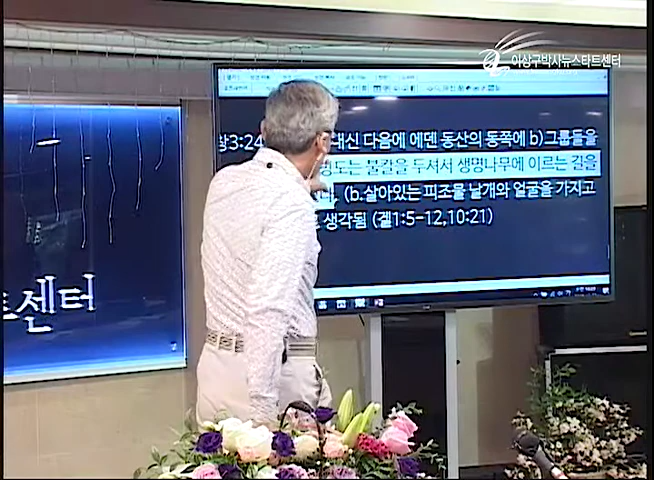 이상구박사뉴스타트센터
창3:24 대신 다음에 에덴 동산의 동쪽에 b)그룹들을
도는 불칼을 두셔서 생명나무에 이르는 길을
(b.살아있는 피조물 날개와 얼굴을 가지고
생각됨 (겔1:5-12,10:21)
트센터